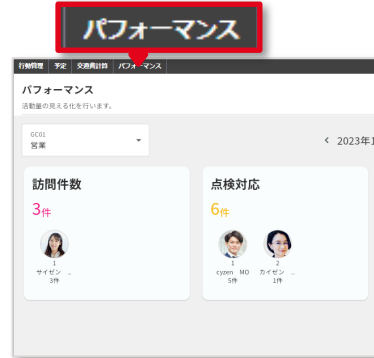 パフォーマンス
行動管理 予定 交通費計算 パフォーマンス
パフォーマンス
活動量の見える化を行います。
GC01
営業
< 2023年1
訪問件数
3件
1
サイゼン ...
3件
点検対応
6件
1
cyzen MO
5件
2
カイゼン ...
1件